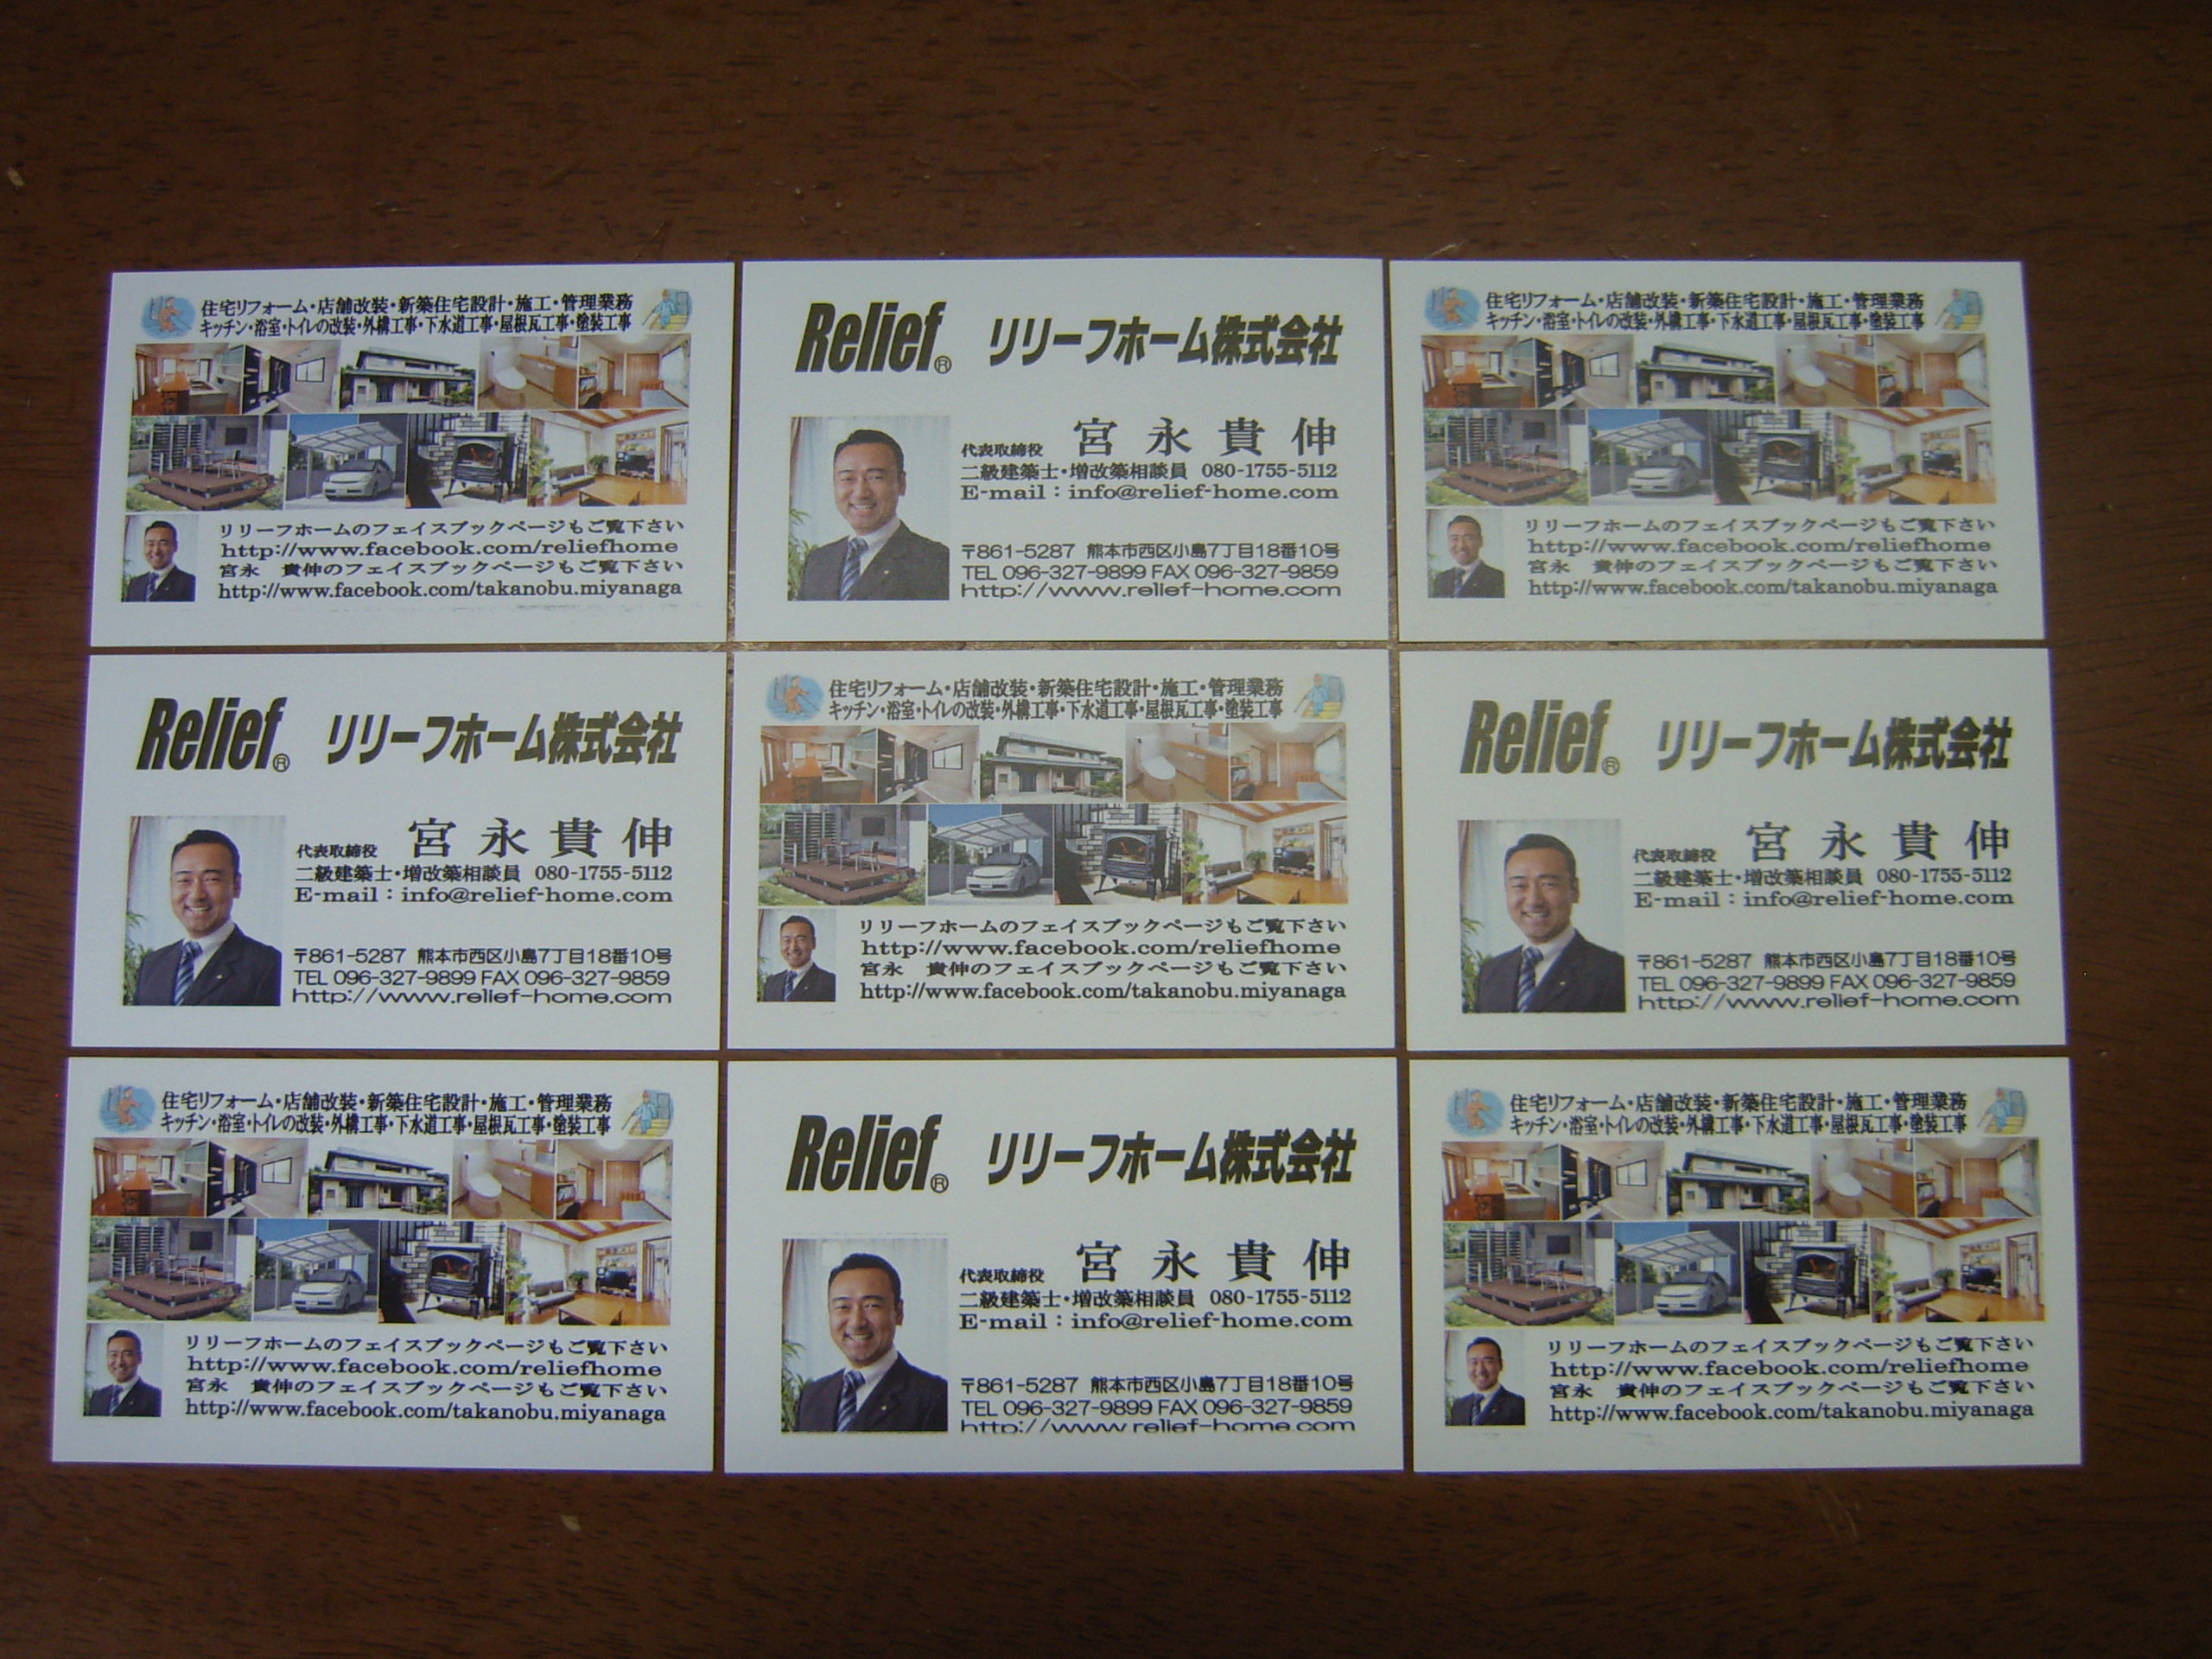 住宅リフォーム・店舗改装・新築住宅設計・施工・管理業務
キッチン・浴室・トイレの改装・外構工事・下水道工事・屋根瓦工事・塗装工事
リリーフホームのフェイスブックページもご覧下さい
http://www.facebook.com/reliefhome
宮永　貴伸のフェイスブックページもご覧下さい
http://www.facebook.com/takanobu.miyanaga
Relief® リリーフホーム株式会社
代表取締役 宮永貴伸
二級建築士・増改築相談員 080-1755-5112
E-mail：info@relief-home.com
〒861-5287 熊本市西区小島7丁目18番10号
TEL 096-327-9899 FAX 096-327-9859
http://www.relief-home.com
住宅リフォーム・店舗改装・新築住宅設計・施工・管理業務
キッチン・浴室・トイレの改装・外構工事・下水道工事・屋根瓦工事・塗装工事
リリーフホームのフェイスブックページもご覧下さい
http://www.facebook.com/reliefhome
宮永　貴伸のフェイスブックページもご覧下さい
http://www.facebook.com/takanobu.miyanaga
Relief® リリーフホーム株式会社
代表取締役 宮永貴伸
二級建築士・増改築相談員 080-1755-5112
E-mail：info@relief-home.com
〒861-5287 熊本市西区小島7丁目18番10号
TEL 096-327-9899 FAX 096-327-9859
http://www.relief-home.com
住宅リフォーム・店舗改装・新築住宅設計・施工・管理業務
キッチン・浴室・トイレの改装・外構工事・下水道工事・屋根瓦工事・塗装工事
リリーフホームのフェイスブックページもご覧下さい
http://www.facebook.com/reliefhome
宮永　貴伸のフェイスブックページもご覧下さい
http://www.facebook.com/takanobu.miyanaga
Relief® リリーフホーム株式会社
代表取締役 宮永貴伸
二級建築士・増改築相談員 080-1755-5112
E-mail：info@relief-home.com
〒861-5287 熊本市西区小島7丁目18番10号
TEL 096-327-9899 FAX 096-327-9859
http://www.relief-home.com
住宅リフォーム・店舗改装・新築住宅設計・施工・管理業務
キッチン・浴室・トイレの改装・外構工事・下水道工事・屋根瓦工事・塗装工事
リリーフホームのフェイスブックページもご覧下さい
http://www.facebook.com/reliefhome
宮永　貴伸のフェイスブックページもご覧下さい
http://www.facebook.com/takanobu.miyanaga
Relief® リリーフホーム株式会社
代表取締役 宮永貴伸
二級建築士・増改築相談員 080-1755-5112
E-mail：info@relief-home.com
〒861-5287 熊本市西区小島7丁目18番10号
TEL 096-327-9899 FAX 096-327-9859
http://www.relief-home.com
住宅リフォーム・店舗改装・新築住宅設計・施工・管理業務
キッチン・浴室・トイレの改装・外構工事・下水道工事・屋根瓦工事・塗装工事
リリーフホームのフェイスブックページもご覧下さい
http://www.facebook.com/reliefhome
宮永　貴伸のフェイスブックページもご覧下さい
http://www.facebook.com/takanobu.miyanaga